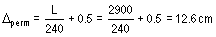 Δperm = L/240 + 0.5 = 2900/240 + 0.5 = 12.6 cm